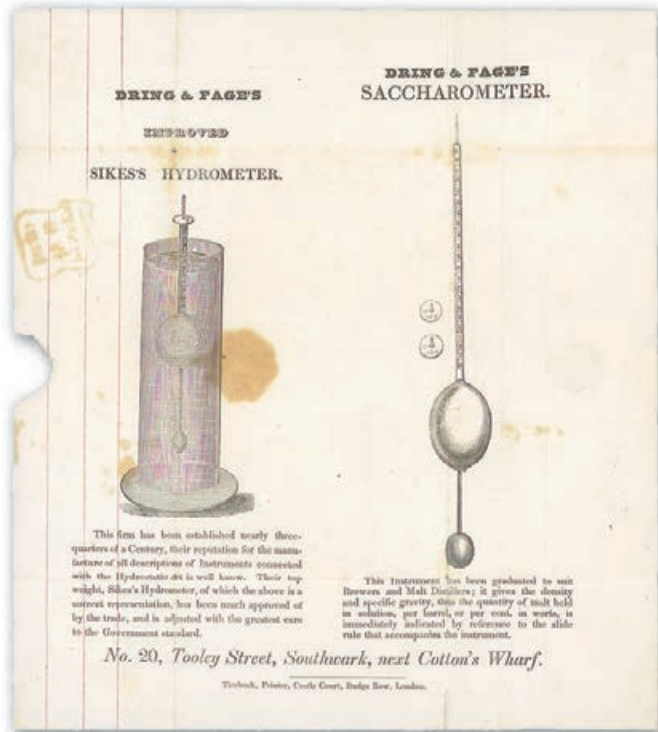 DRING & FAGE'S
IMPROVED
SIKES'S HYDROMETER.
This firm has been established nearly three-
quarters of a Century, their reputation for the manu-
facture of all descriptions of Instruments connected
with the Hydrostatic Art is well know. Their top
weight, Sikes's Hydrometer, of which the above is a
correct representation, has been much approved of
by the trade, and is adjusted with the greatest care
to the Government standard.
DRING & FAGE'S
SACCHAROMETER.
This Instrument has been graduated to suit
Brewers and Malt Distillers; it gives the density
and specific gravity, thus the quantity of malt held
in solution, per barrel, or per cent. in worts, is
immediately indicated by reference to the slide
rule that accompanies the instrument.
No. 20, Tooley Street, Southwark, next Cotton's Wharf.
Printer, Castle Court, Budge Row, London.